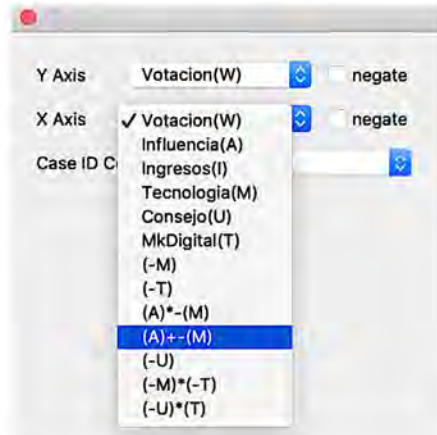 Y Axis Votacion(W) negate
X Axis ✓ Votacion(W) negate
Influencia(A)
Case ID C Ingresos(I)
Tecnologia(M)
Consejo(U)
MkDigital(T)
(-M)
(-T)
(A)*-(M)
(A)+-(M)
(-U)
(-M)*(-T)
(-U)*(T)